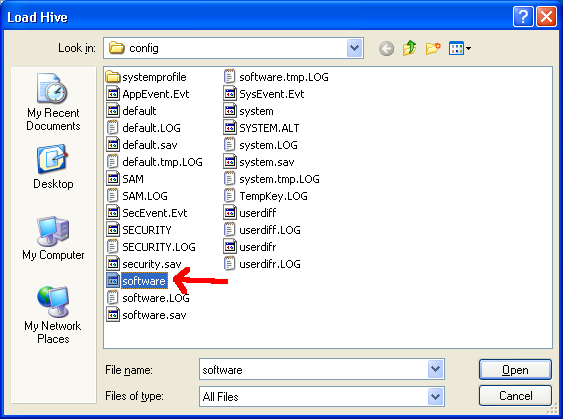 Load Hive
Look in:
config
My Recent
Documents
Desktop
My Computer
My Network
Places
systemprofile
AppEvent.Evt
default
default.LOG
default.sav
default.tmp.LOG
SAM
SAM.LOG
SecEvent.Evt
SECURITY
SECURITY.LOG
security.sav
software
software.LOG
software.sav
software.tmp.LOG
SysEvent.Evt
system
SYSTEM.ALT
system.LOG
system.sav
system.tmp.LOG
TempKey.LOG
userdiff
userdiff.LOG
userdifr
userdifr.LOG
File name:
software
Open
Files of type:
All Files
Cancel